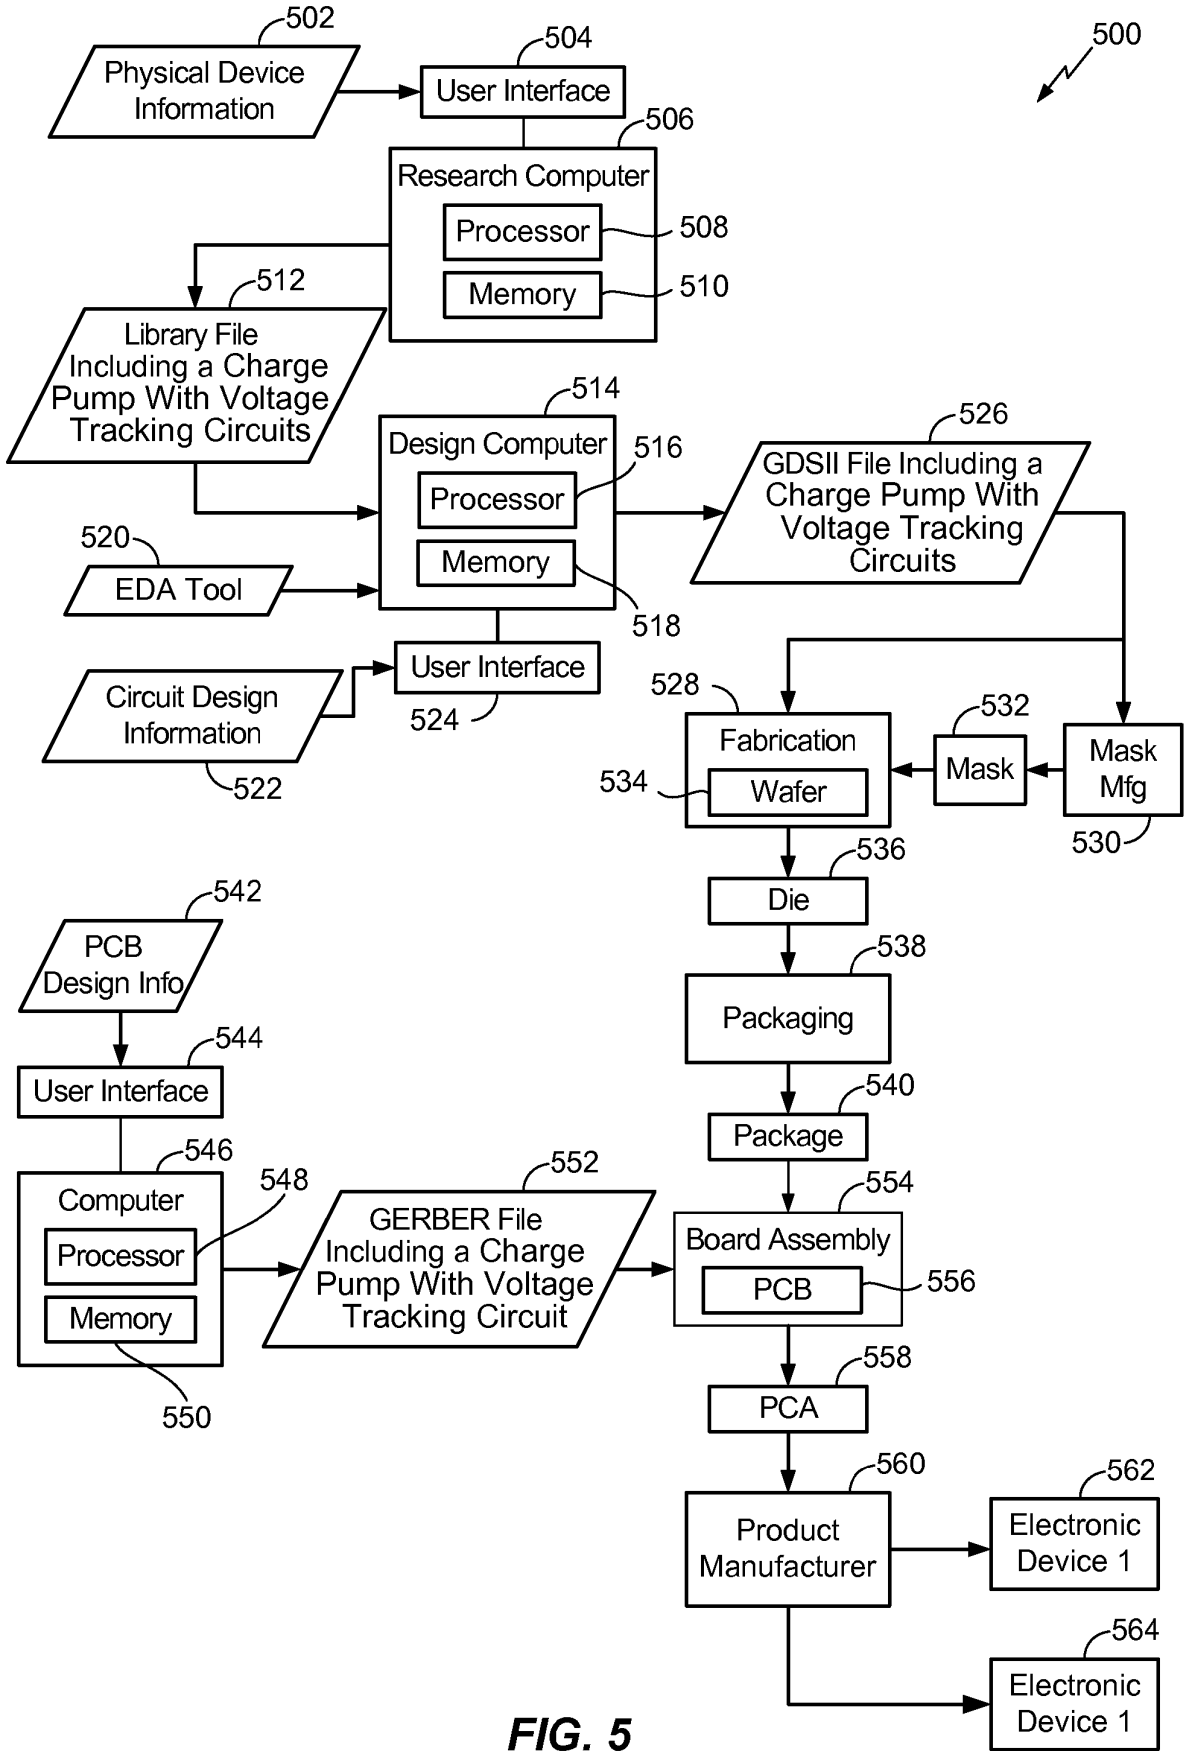 502
Physical Device
Information
504
User Interface
500
506
Research Computer
Processor
508
Memory
510
512
Library File
Including a Charge
Pump With Voltage
Tracking Circuits
514
Design Computer
516
Processor
Memory
518
520
EDA Tool
526
GDSII File Including a
Charge Pump With
Voltage Tracking
Circuits
User Interface
524
Circuit Design
Information
522
528
Fabrication
534
Wafer
532
Mask
Mask
Mfg
530
536
Die
538
Packaging
540
Package
542
PCB
Design Info
544
User Interface
546
Computer
548
Processor
Memory
550
552
GERBER File
Including a Charge
Pump With Voltage
Tracking Circuit
554
Board Assembly
PCB
556
558
PCA
560
Product
Manufacturer
562
Electronic
Device 1
564
Electronic
Device 1
FIG. 5